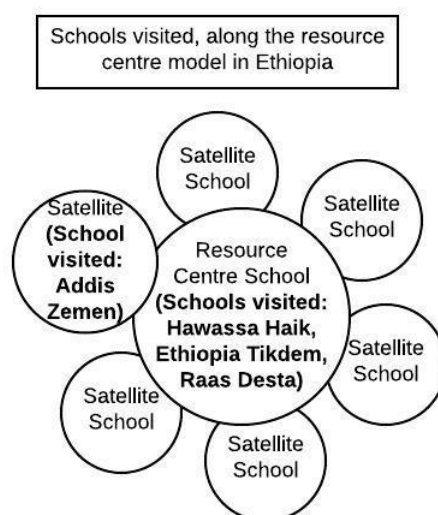 Schools visited, along the resource
centre model in Ethiopia
Satellite
School
Satellite
School
Satellite
(School
visited:
Addis
Zemen)
Resource
Centre School
(Schools visited:
Hawassa Haik,
Ethiopia Tikdem,
Raas Desta)
Satellite
School
Satellite
School
Satellite
School